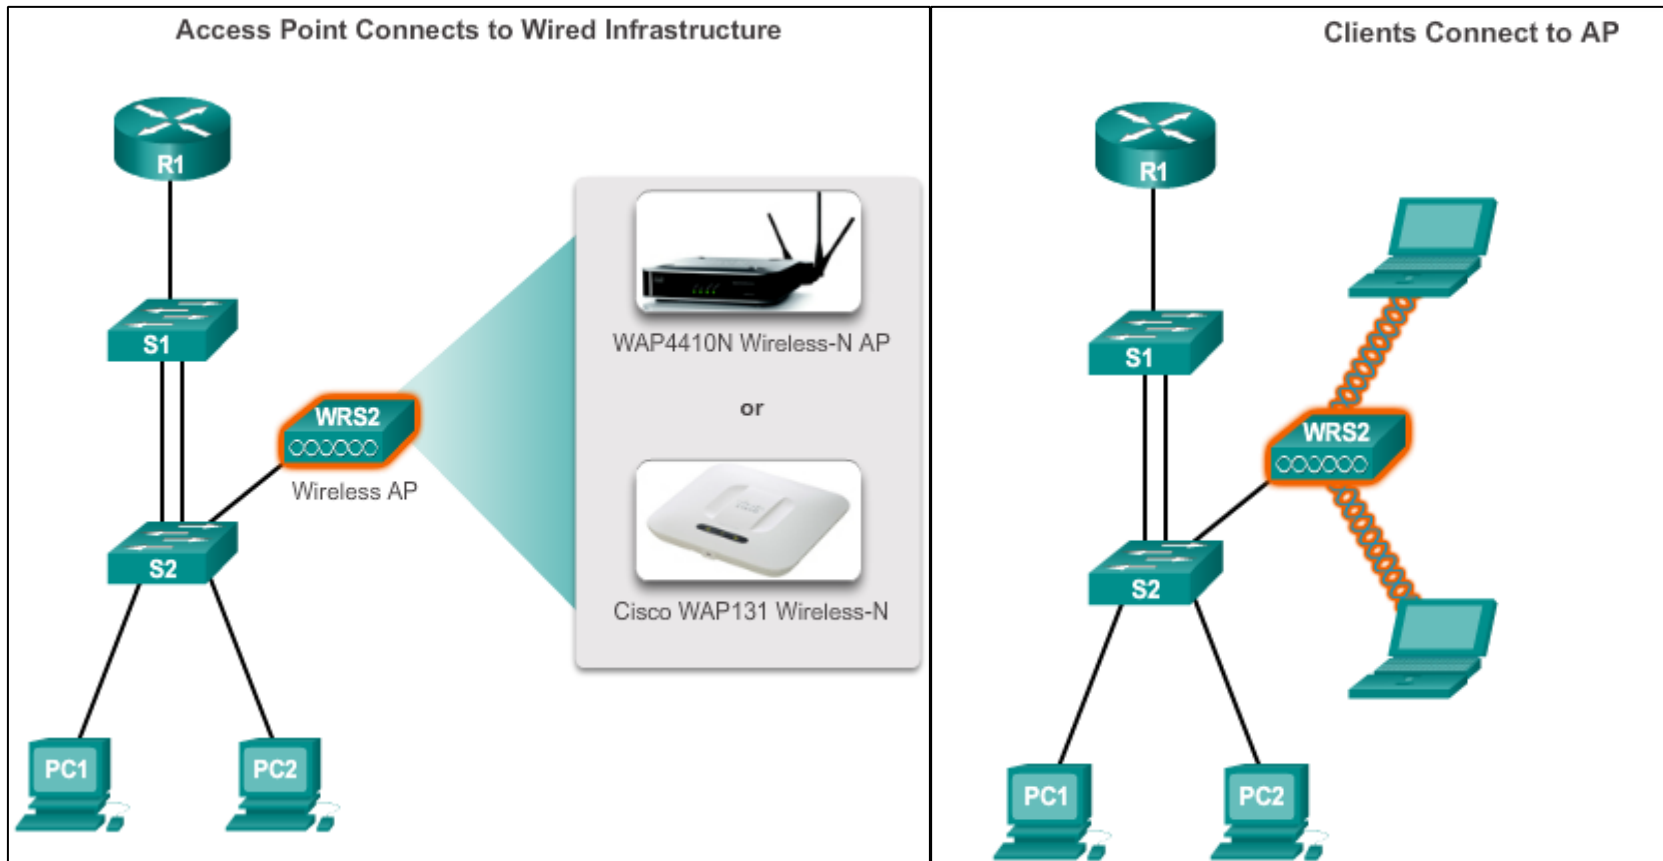 Access Point Connects to Wired Infrastructure
R1
S1
WRS2
Wireless AP
S2
PC1
PC2
WAP4410N Wireless-N AP
or
Cisco WAP131 Wireless-N
Clients Connect to AP
R1
S1
WRS2
S2
PC1
PC2